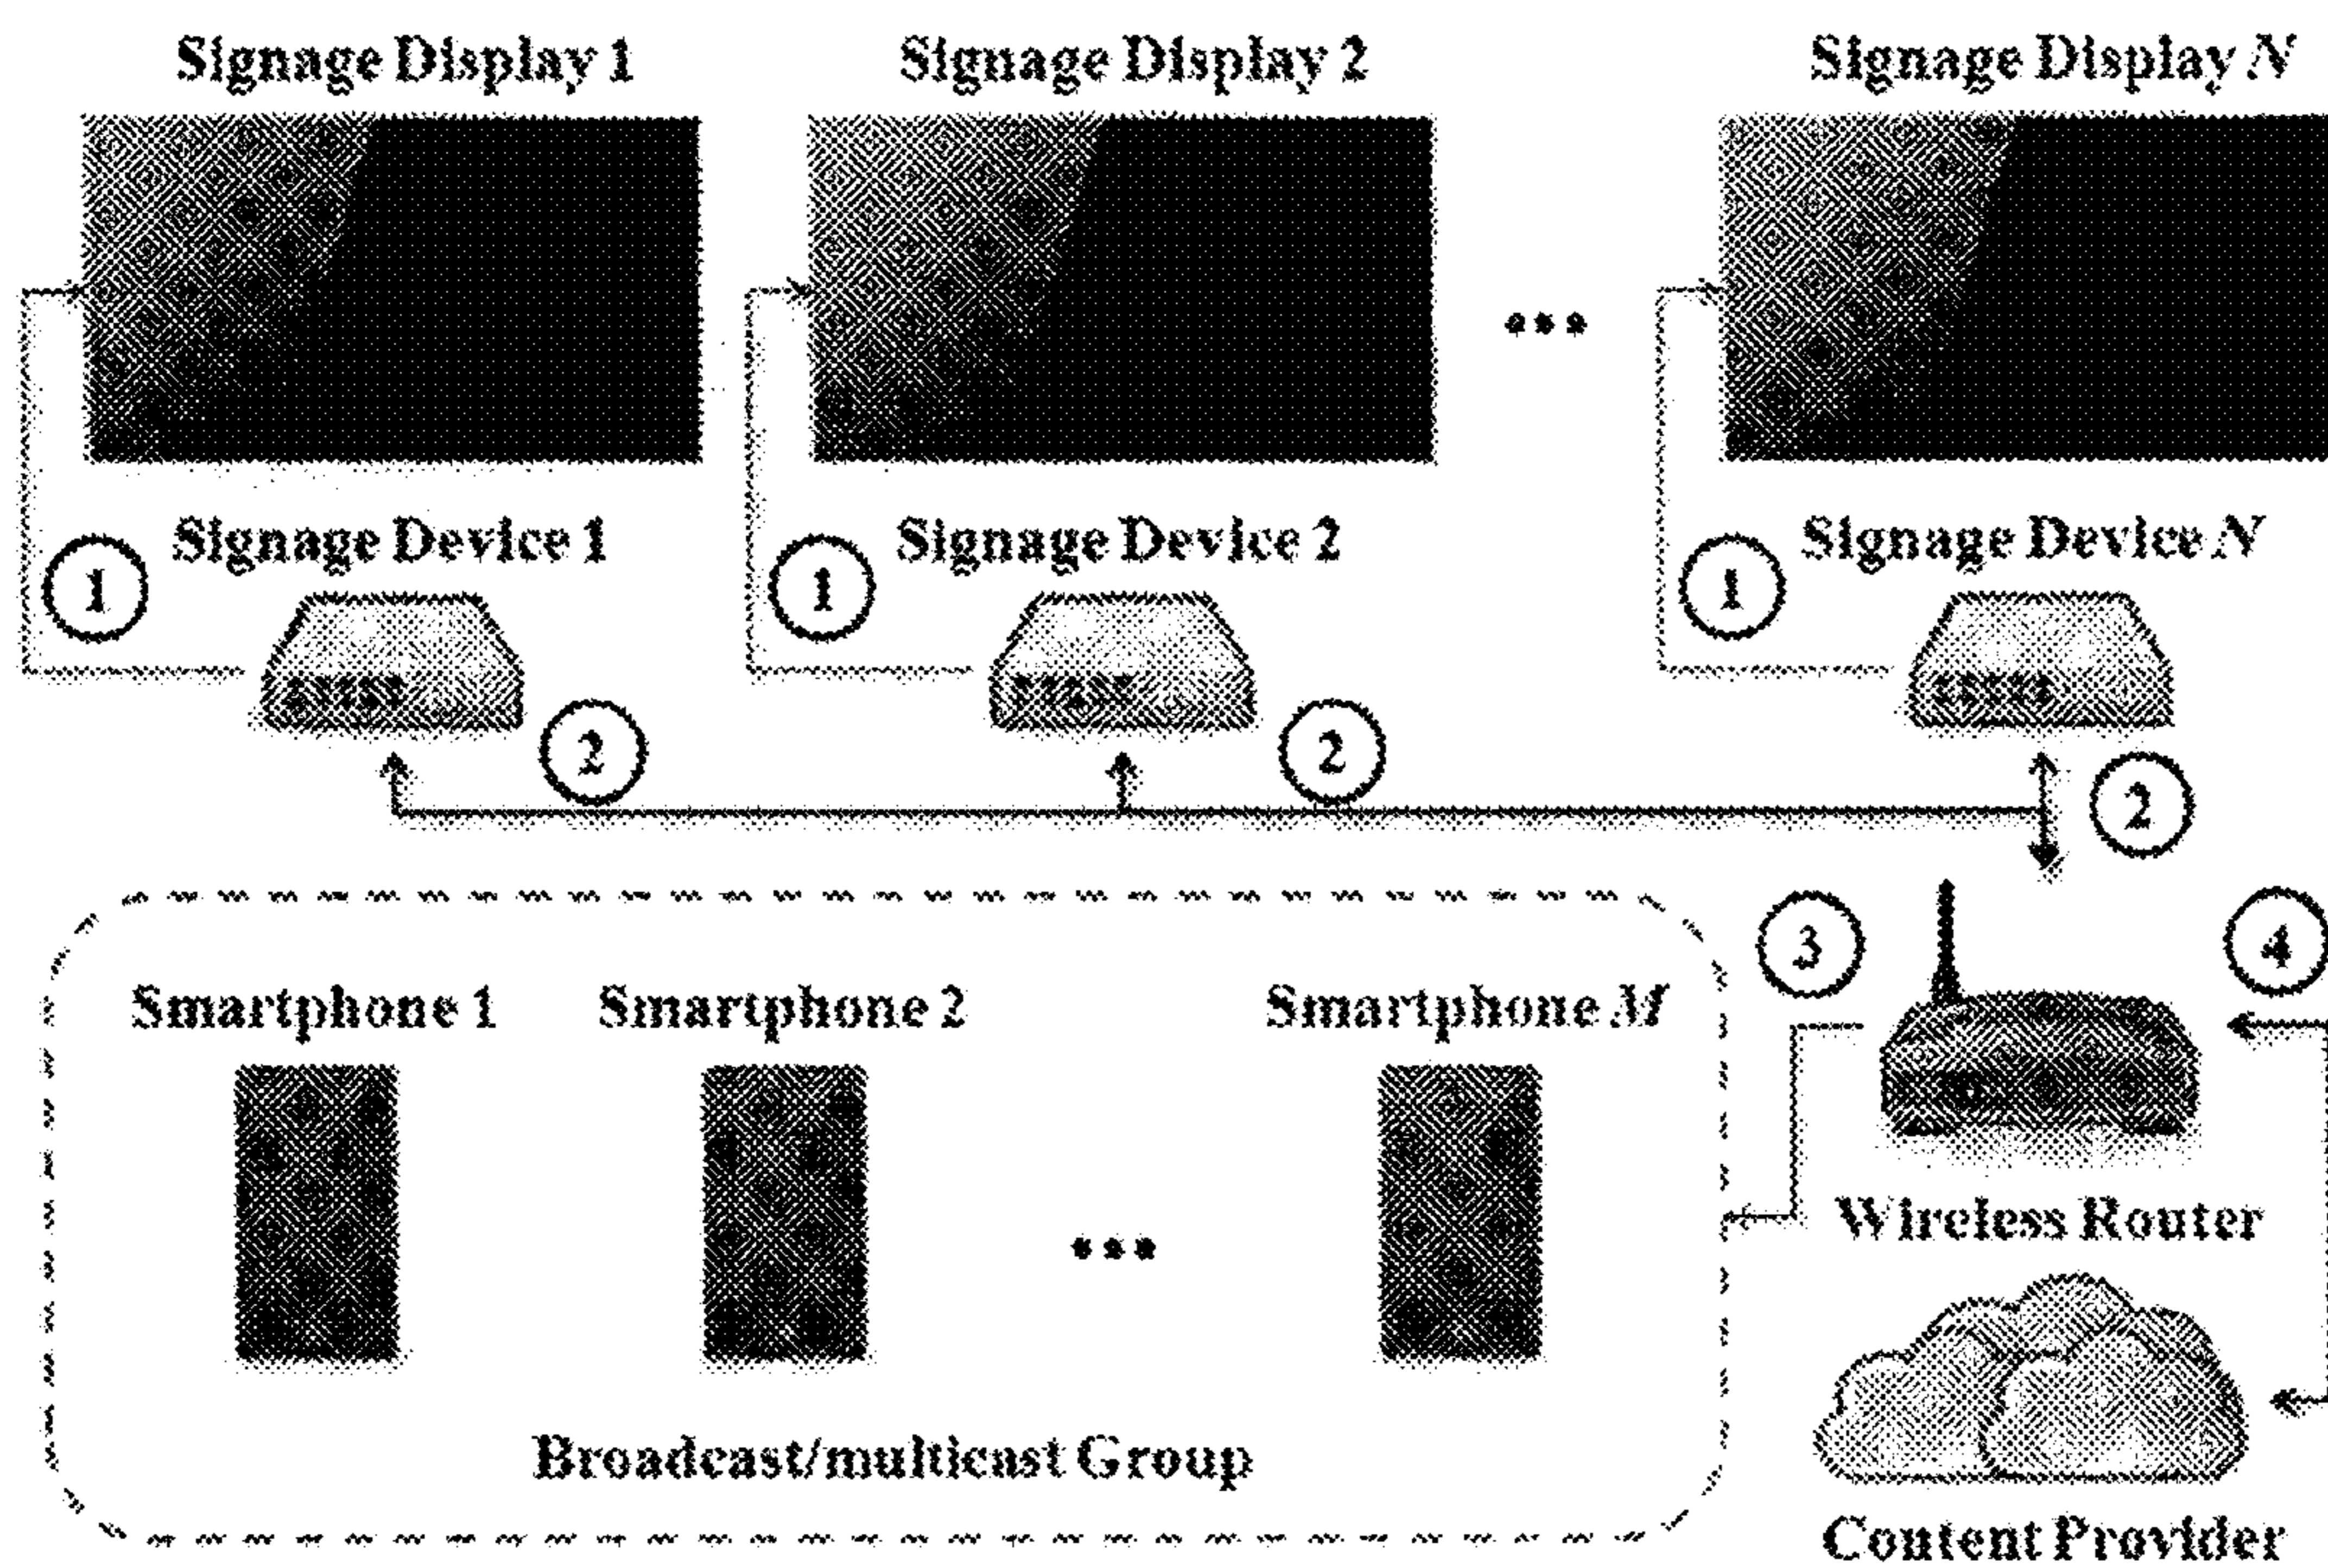 Signage Display 1
Signage Display 2
Signage Display N
Signage Device 1
Signage Device 2
Signage Device N
1
1
1
2
2
2
3
4
Smartphone 1
Smartphone 2
Smartphone M
Wireless Router
Broadcast/multicast Group
Content Provider